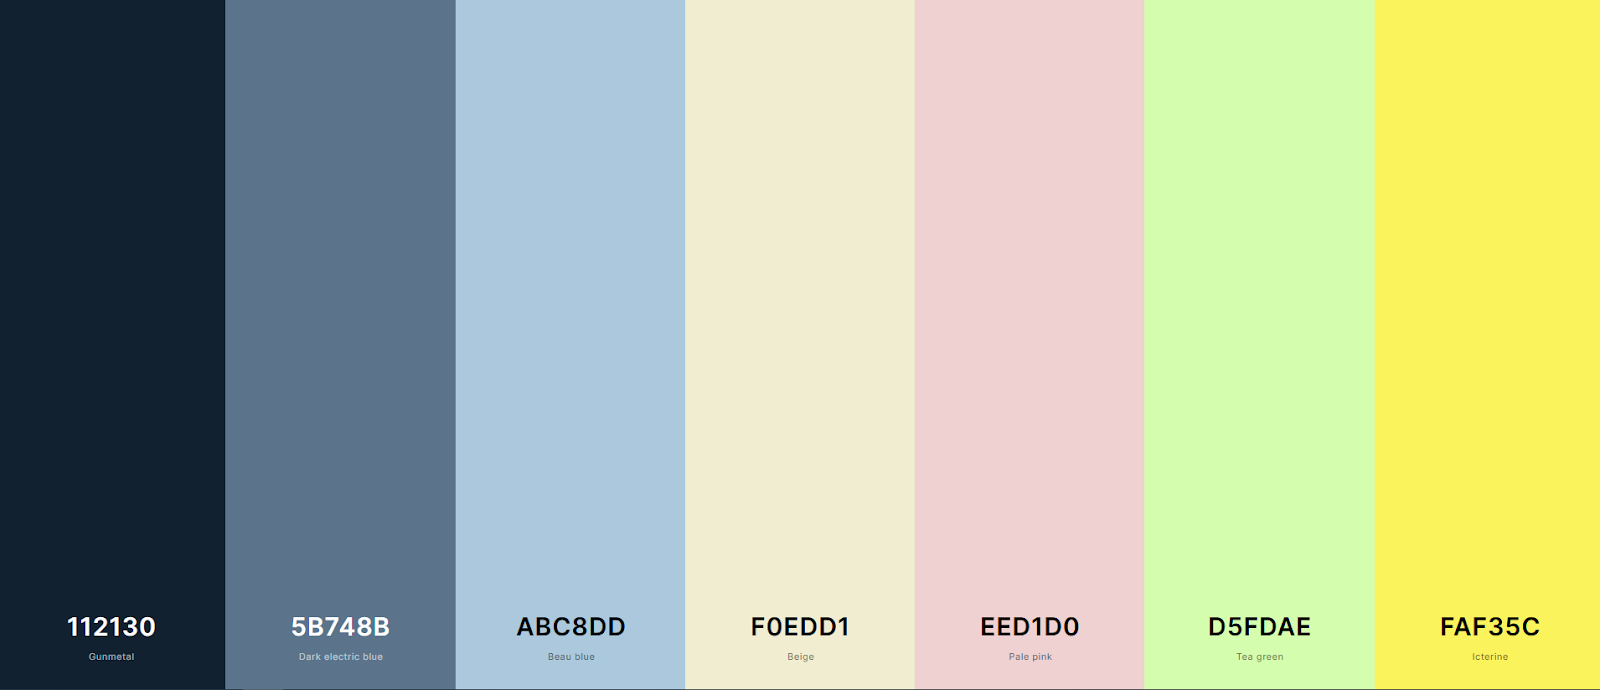 112130
Gunmetal
5B748B
Dark electric blue
ABC8DD
Beau blue
F0EDD1
Beige
EED1D0
Pale pink
D5FDAE
Tea green
FAF35C
Icterine